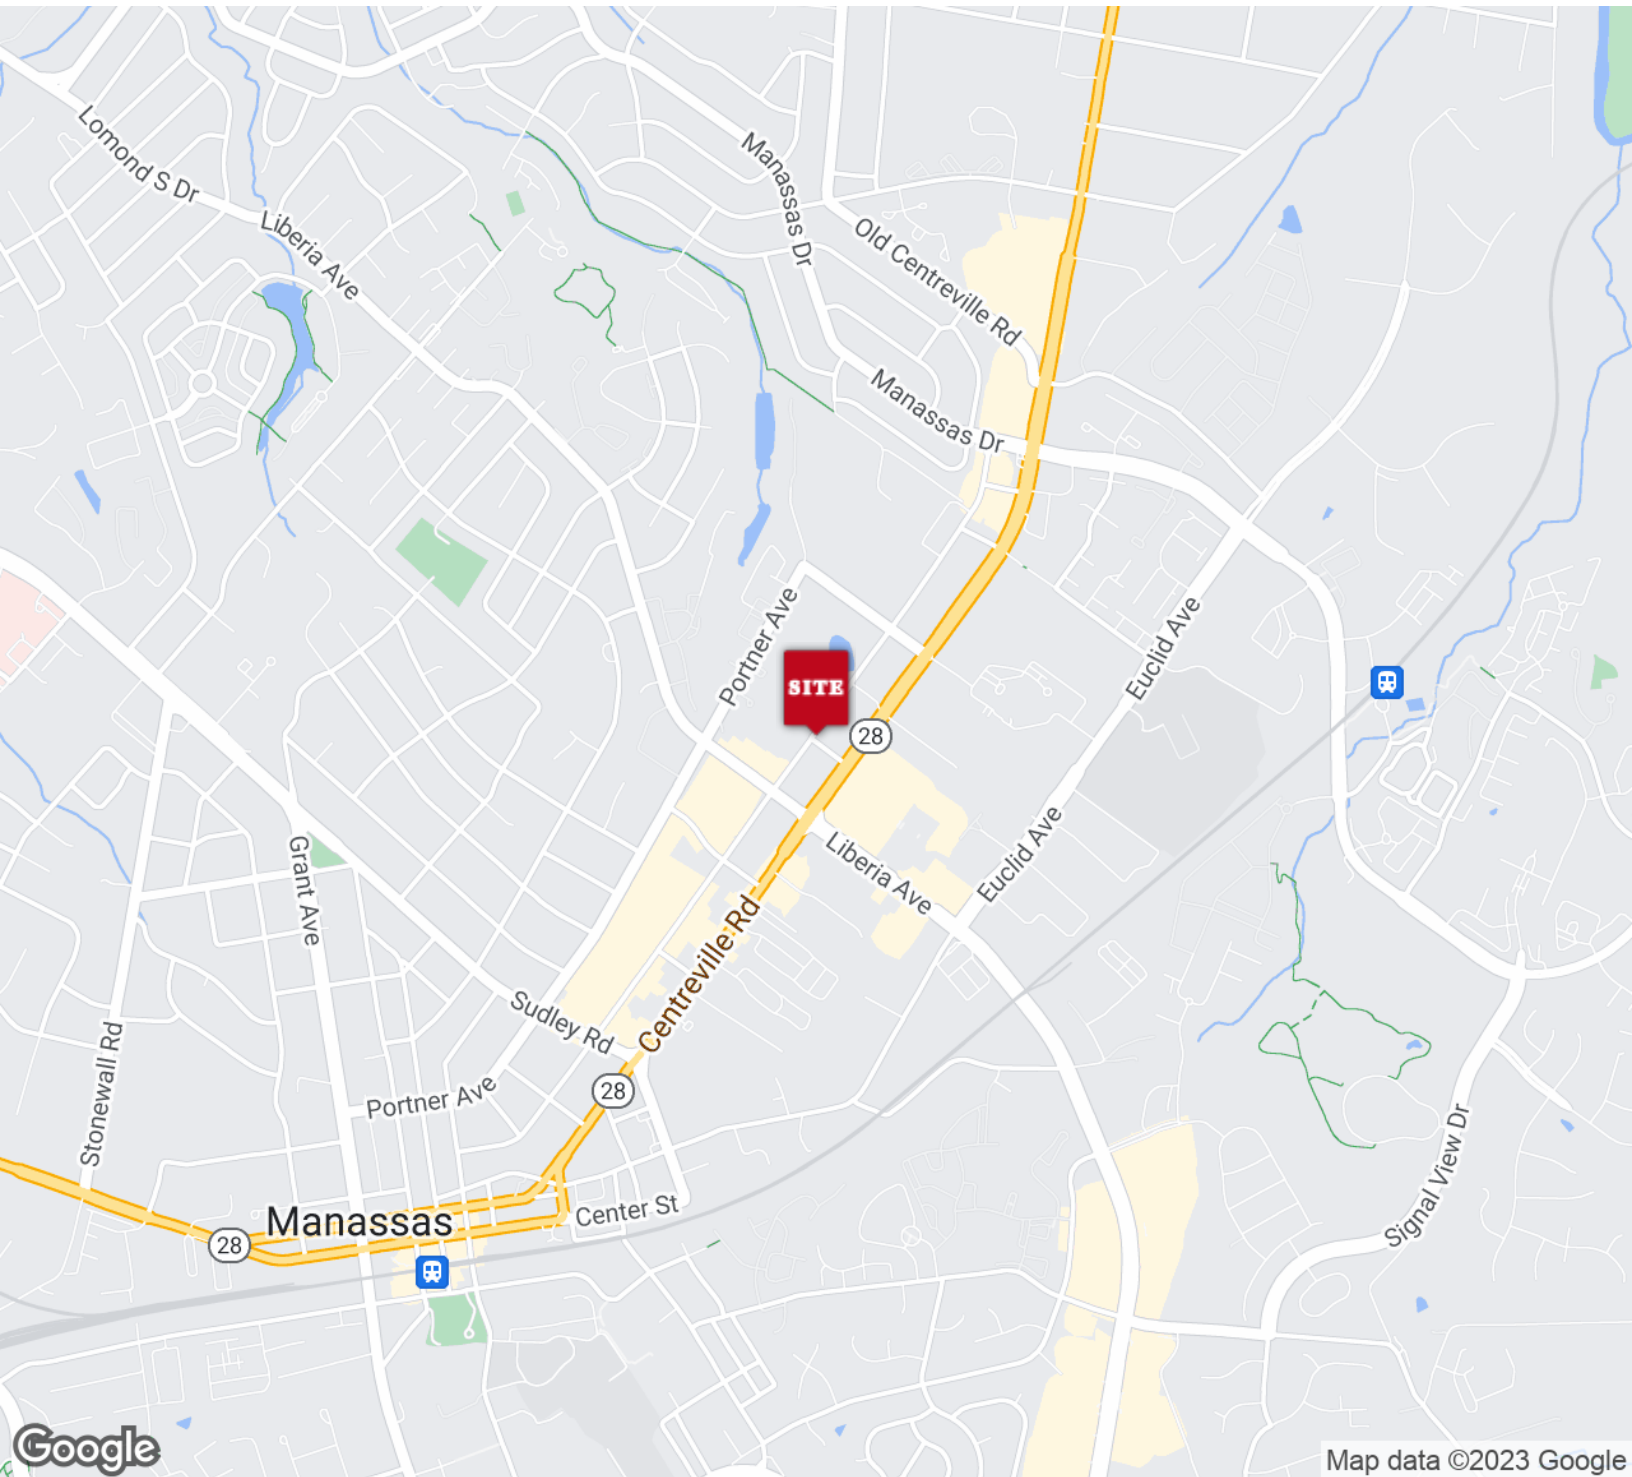 Lomond S Dr
Liberia Ave
Manassas Dr
Old Centreville Rd
Manassas Dr
Portner Ave
Euclid Ave
SITE
28
Euclid Ave
Liberia Ave
Grant Ave
Centreville Rd
Sudley Rd
Stonewall Rd
Portner Ave
28
Signal View Dr
Center St
Manassas
28
Google
Map data ©2023 Google